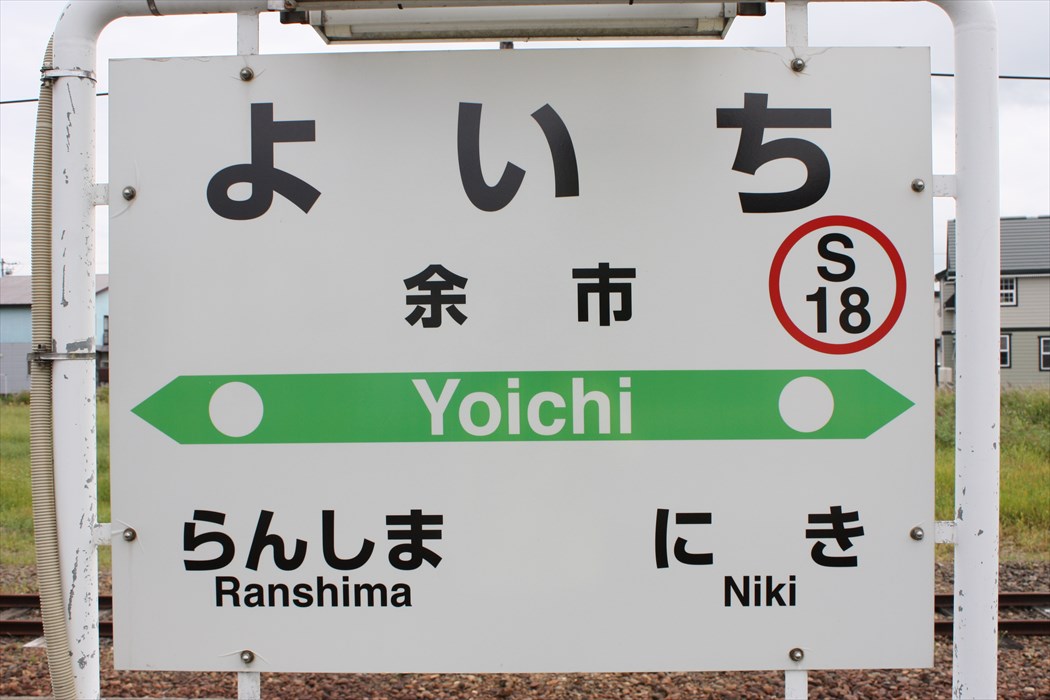 よいち
余市
S
18
Yoichi
らんしま にき
Ranshima Niki